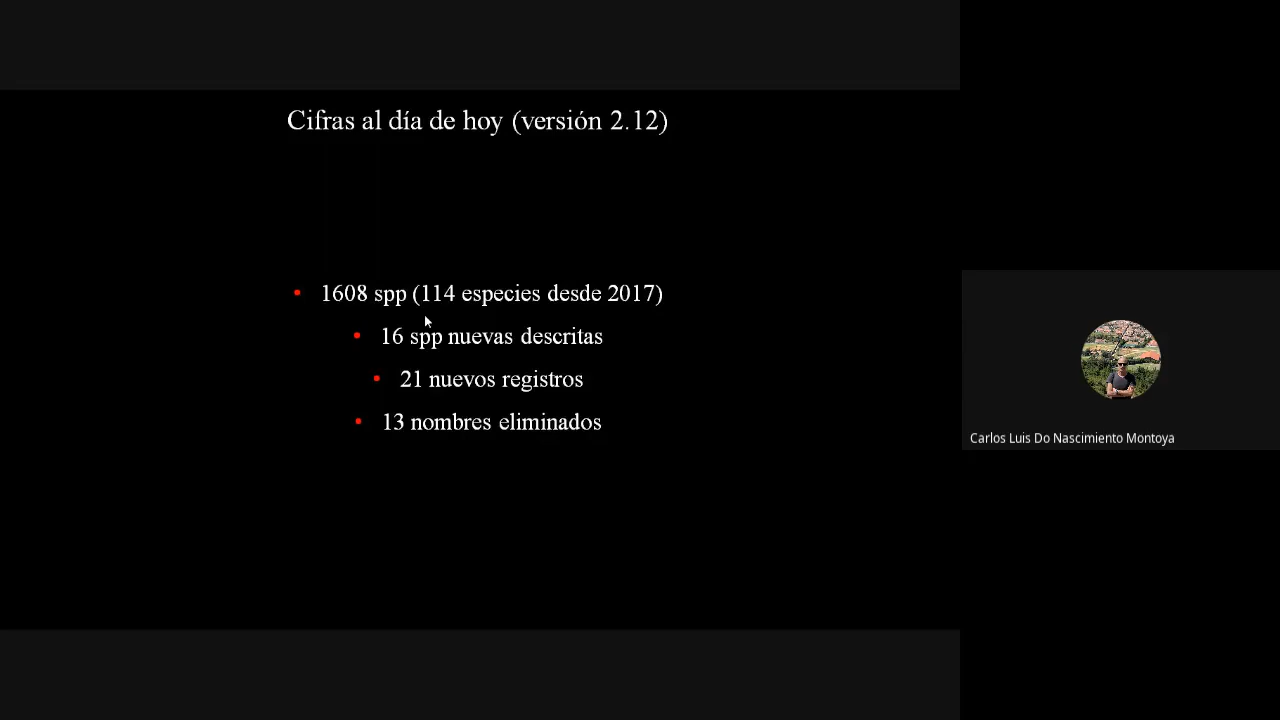 Cifras al día de hoy (versión 2.12)
• 1608 spp (114 especies desde 2017)
• 16 spp nuevas descritas
• 21 nuevos registros
• 13 nombres eliminados
Carlos Luis Do Nascimiento Montoya